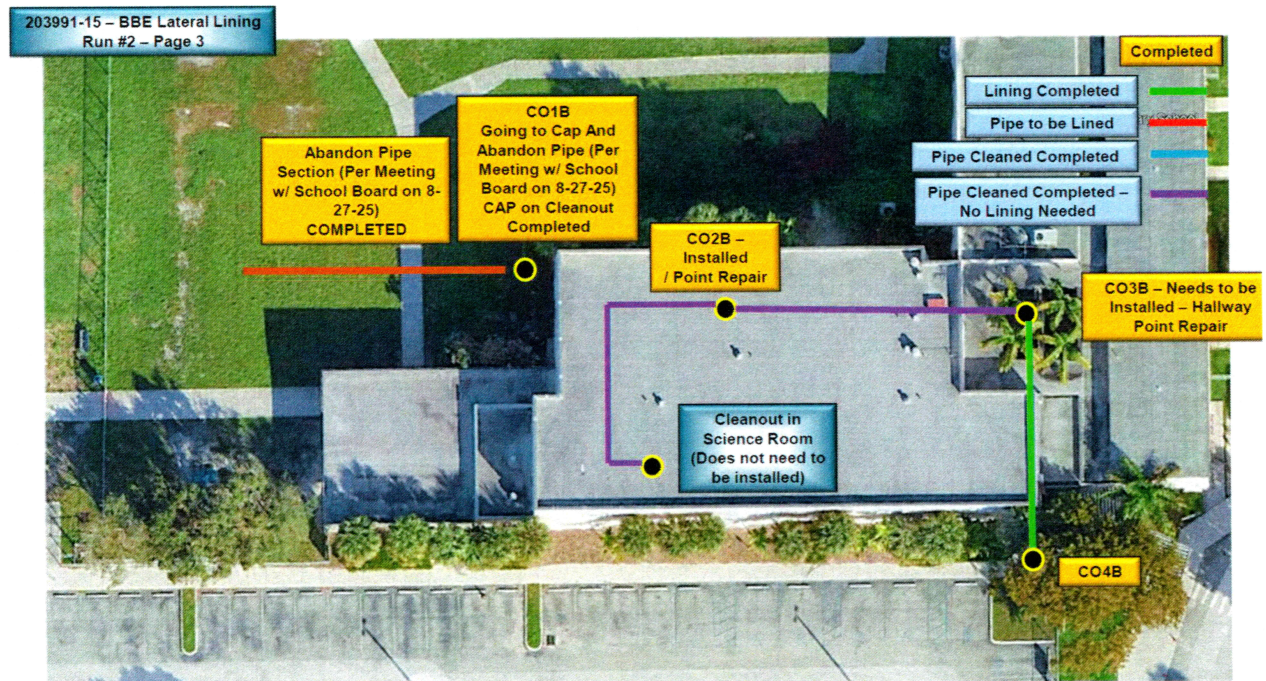 203991-15 – BBE Lateral Lining
Run #2 – Page 3
Completed
Lining Completed
Pipe to be Lined
Pipe Cleaned Completed
Pipe Cleaned Completed –
No Lining Needed
CO1B
Going to Cap And
Abandon Pipe (Per
Meeting w/ School
Board on 8-27-25)
CAP on Cleanout
Completed
Abandon Pipe
Section (Per Meeting
w/ School Board on 8-
27-25)
COMPLETED
CO2B –
Installed
/ Point Repair
CO3B – Needs to be
Installed – Hallway
Point Repair
Cleanout in
Science Room
(Does not need to
be installed)
CO4B